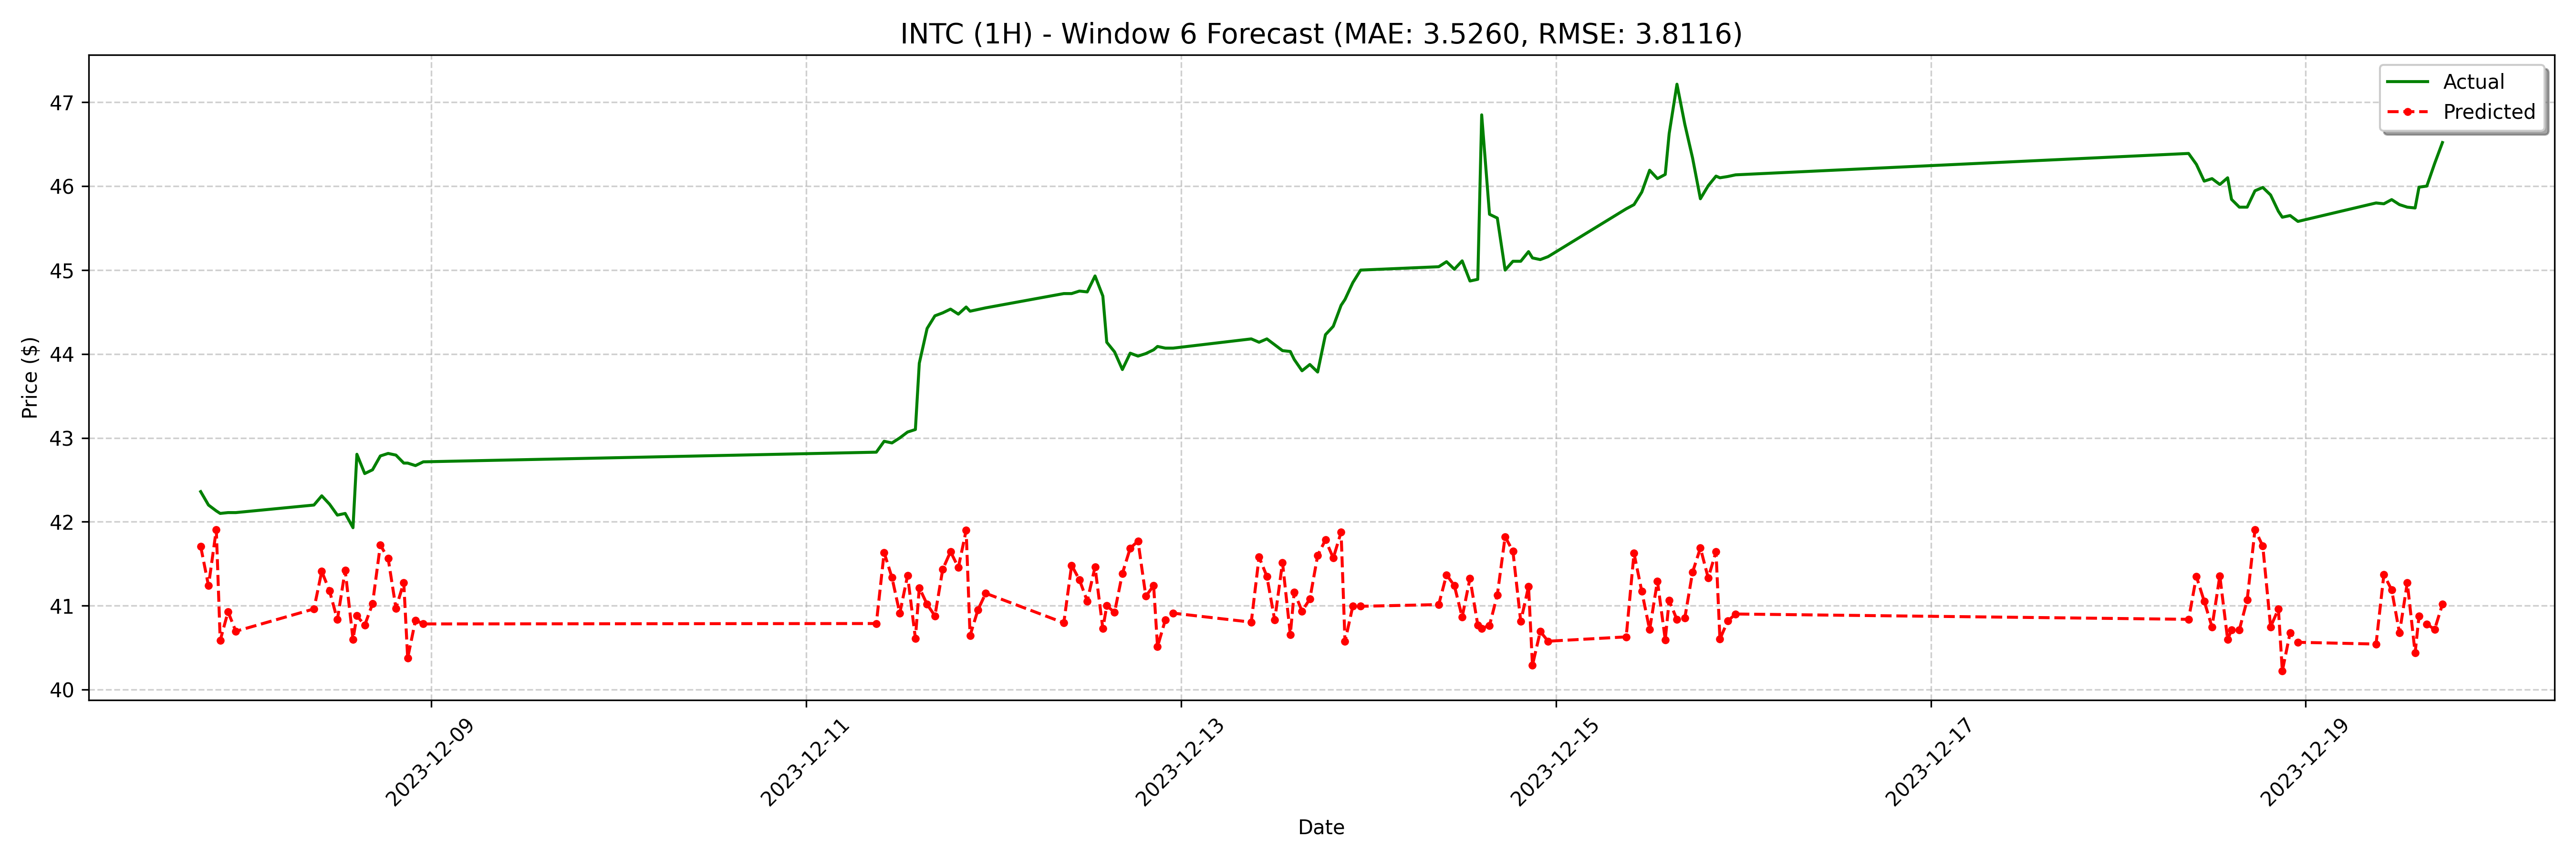 INTC (1H) - Window 6 Forecast (MAE: 3.5260, RMSE: 3.8116)
Actual
Predicted
Price ($)
47
46
45
44
43
42
41
40
2023-12-09
2023-12-11
2023-12-13
2023-12-15
2023-12-17
2023-12-19
Date